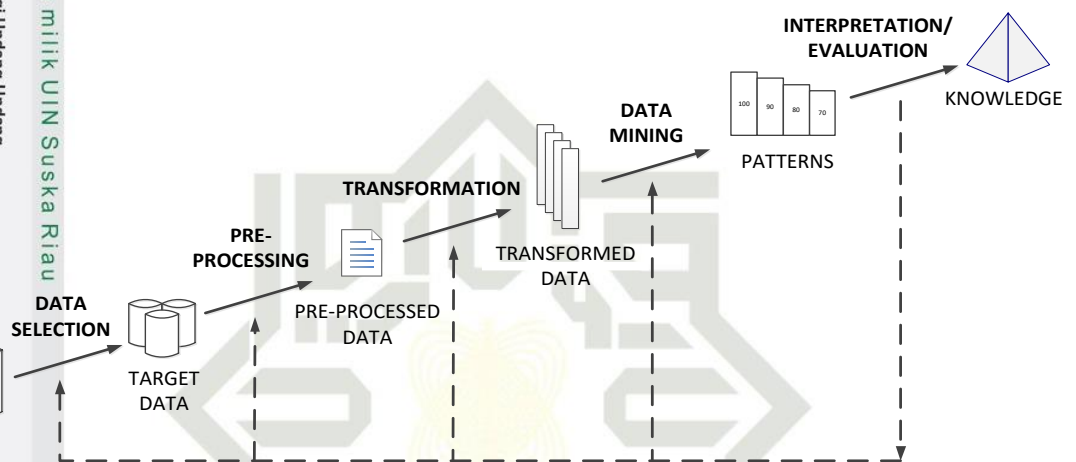 milik UIN Suska Riau
DATA
SELECTION
TARGET
DATA
PRE-
PROCESSING
PRE-PROCESSED
DATA
TRANSFORMATION
TRANSFORMED
DATA
DATA
MINING
100 90 80 70
PATTERNS
INTERPRETATION/
EVALUATION
KNOWLEDGE